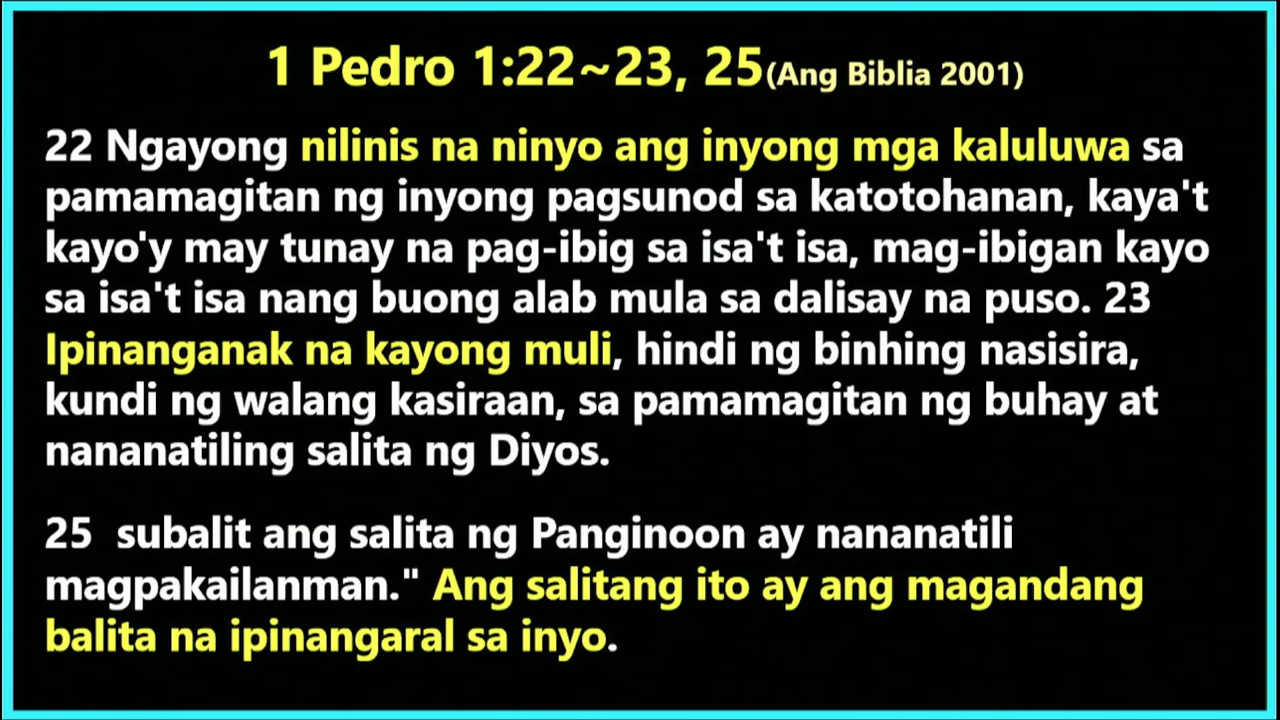 1 Pedro 1:22~23, 25(Ang Biblia 2001)
22 Ngayong nilinis na ninyo ang inyong mga kaluluwa sa
pamamagitan ng inyong pagsunod sa katotohanan, kaya't
kayo'y may tunay na pag-ibig sa isa't isa, mag-ibigan kayo
sa isa't isa nang buong alab mula sa dalisay na puso. 23
Ipinanganak na kayong muli, hindi ng binhing nasisira,
kundi ng walang kasiraan, sa pamamagitan ng buhay at
nananatiling salita ng Diyos.
25  subalit ang salita ng Panginoon ay nananatili
magpakailanman." Ang salitang ito ay ang magandang
balita na ipinangaral sa inyo.